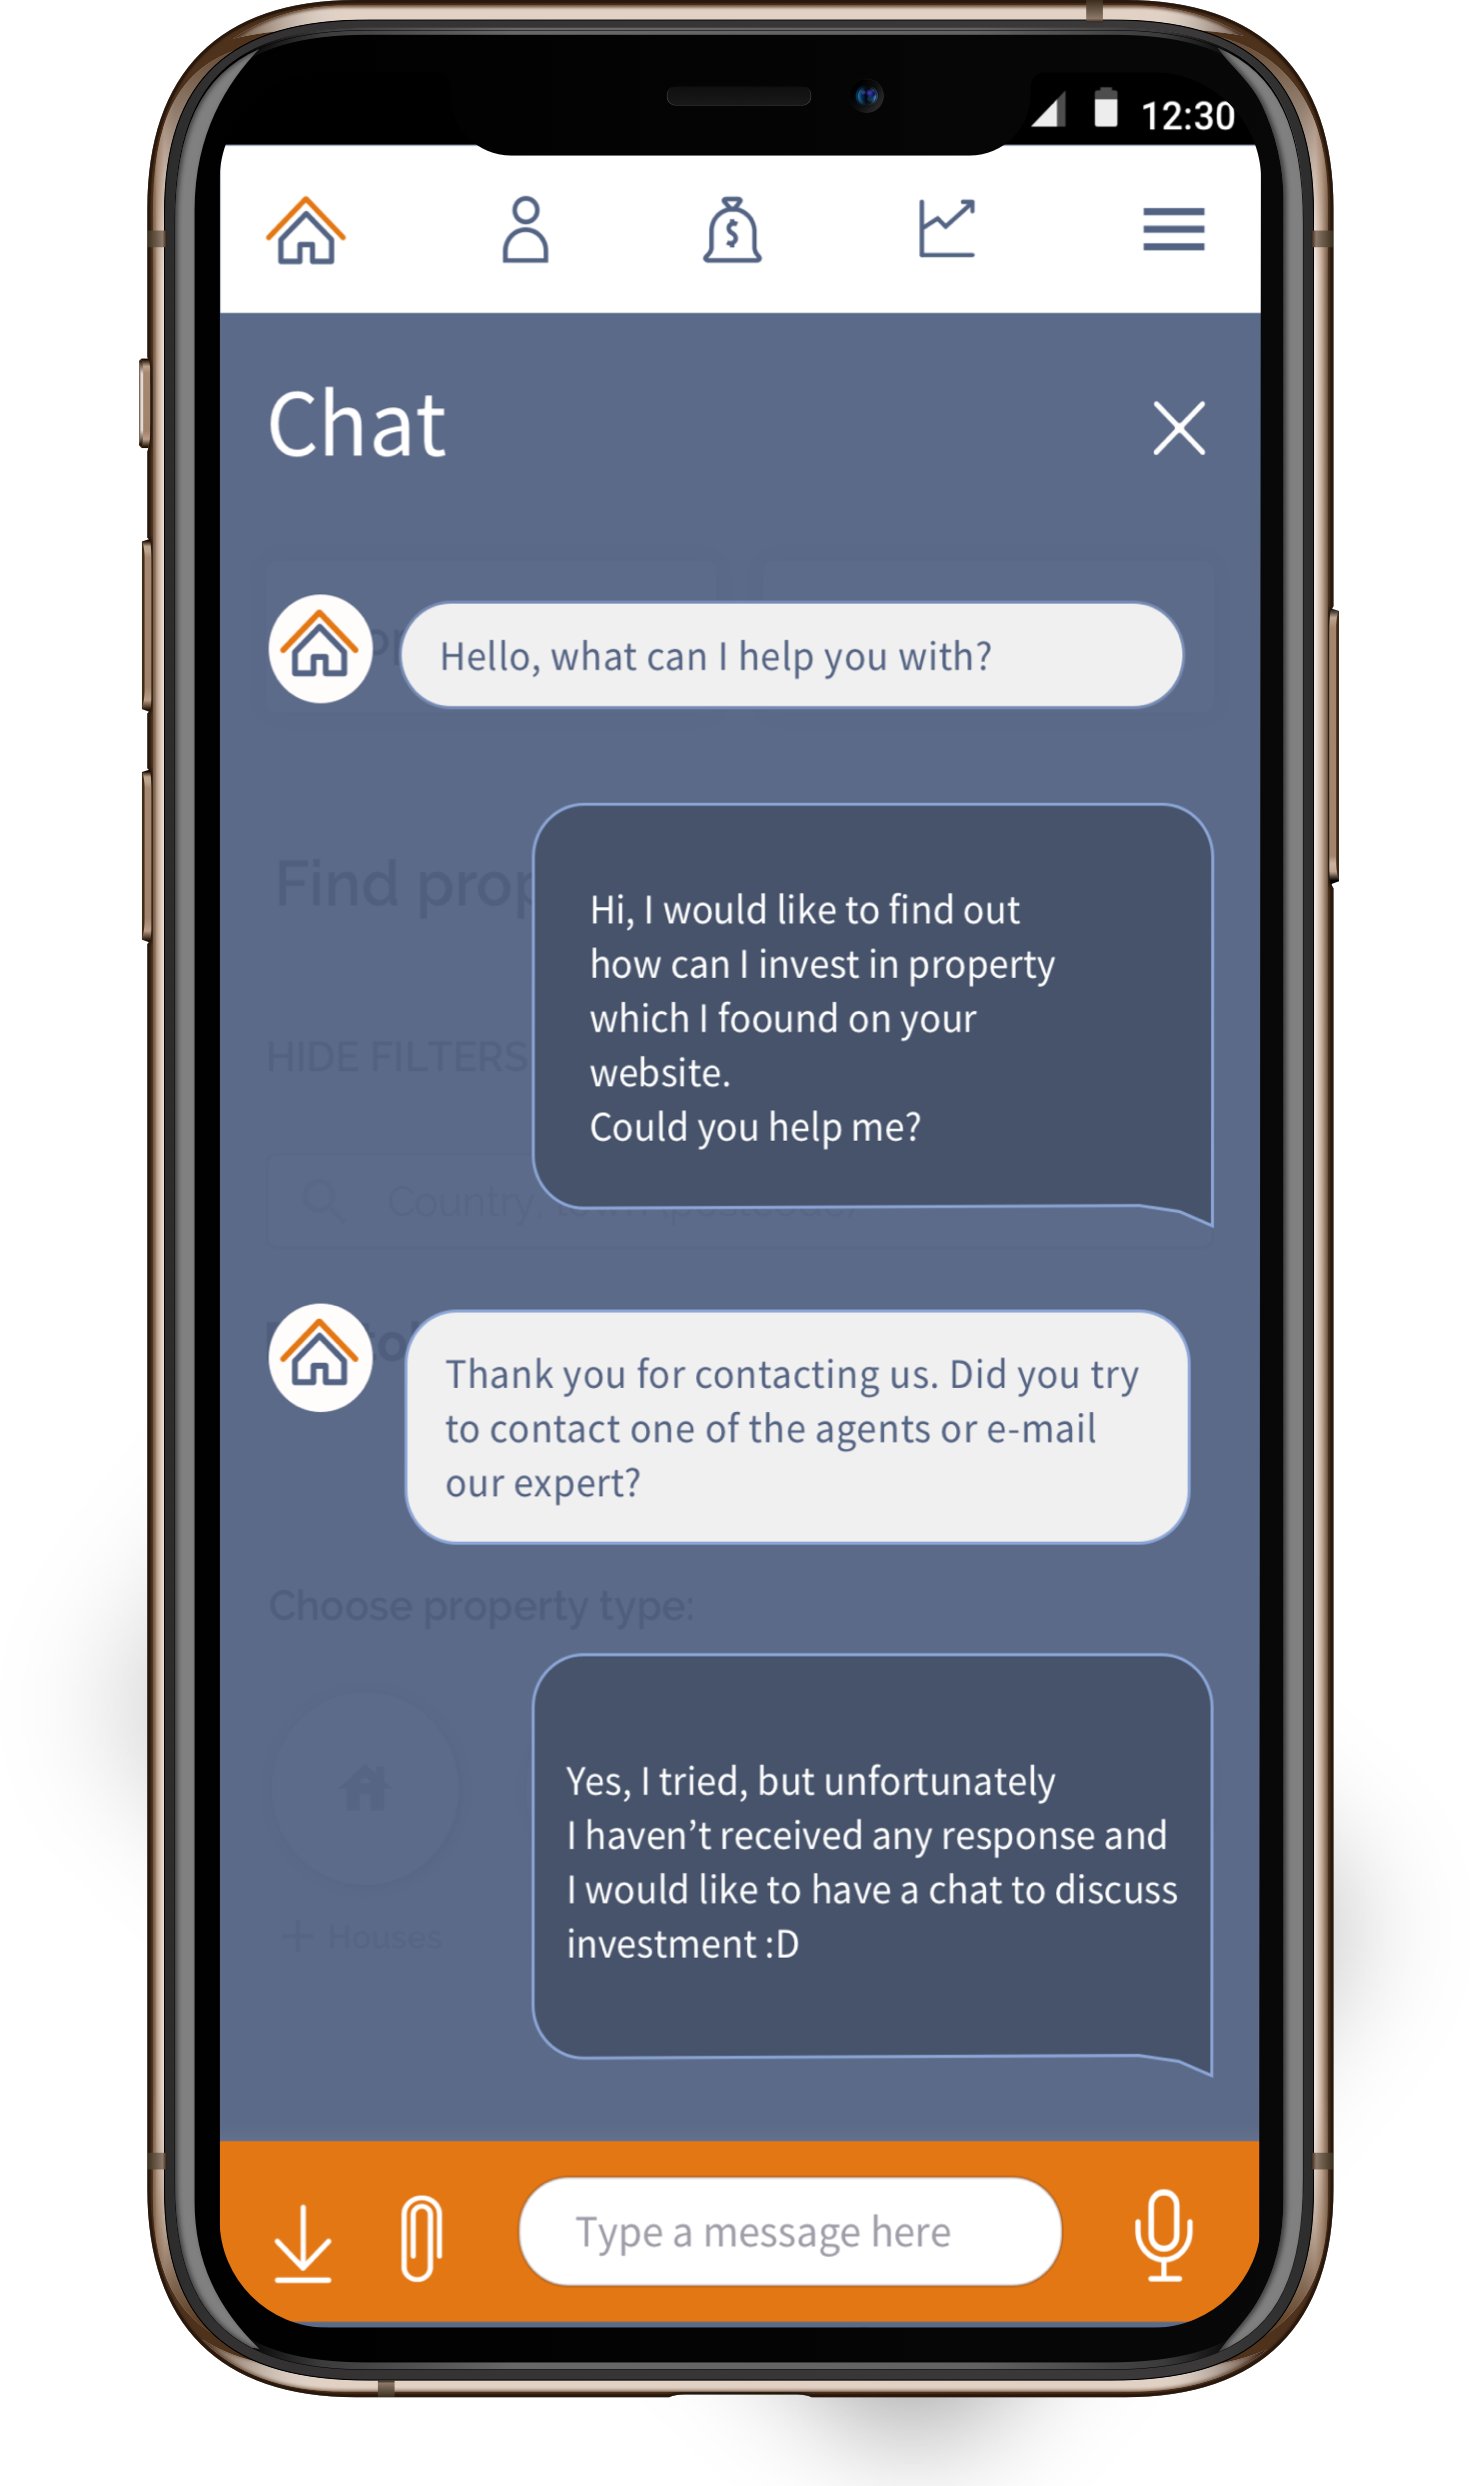 12:30
Chat
Hello, what can I help you with?
Find prop
Hi, I would like to find out
how can I invest in property
which I foound on your
website.
Could you help me?
HIDE FILTERS
Country,
Thank you for contacting us. Did you try
to contact one of the agents or e-mail
our expert?
Choose property type:
Yes, I tried, but unfortunately
I haven’t received any response and
I would like to have a chat to discuss
investment :D
+ Houses
Type a message here